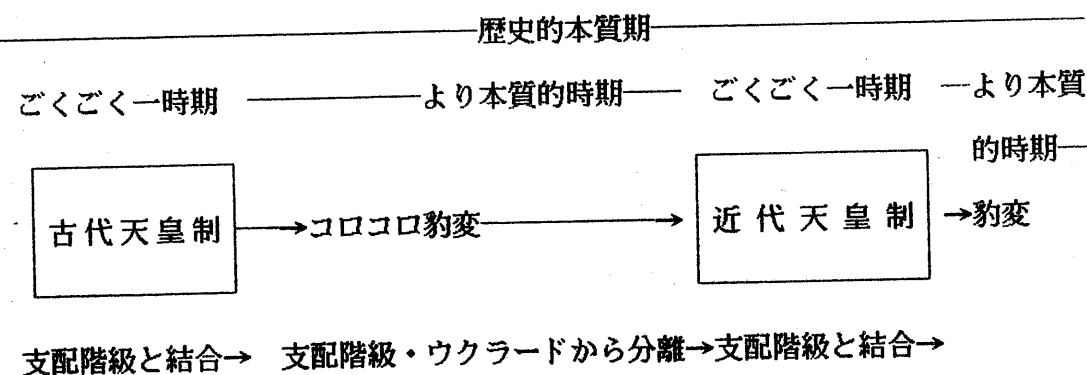 歴史的本質期
ごくごく一時期 より本質的時期 ごくごく一時期 より本質
的時期
古代天皇制 →コロコロ豹変 → 近代天皇制 →豹変
支配階級と結合→ 支配階級・ウクラードから分離→支配階級と結合→